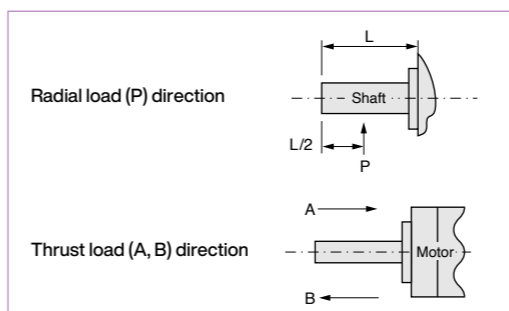 L
Radial load (P) direction
Shaft
L/2
P
A
Thrust load (A, B) direction
Motor
B